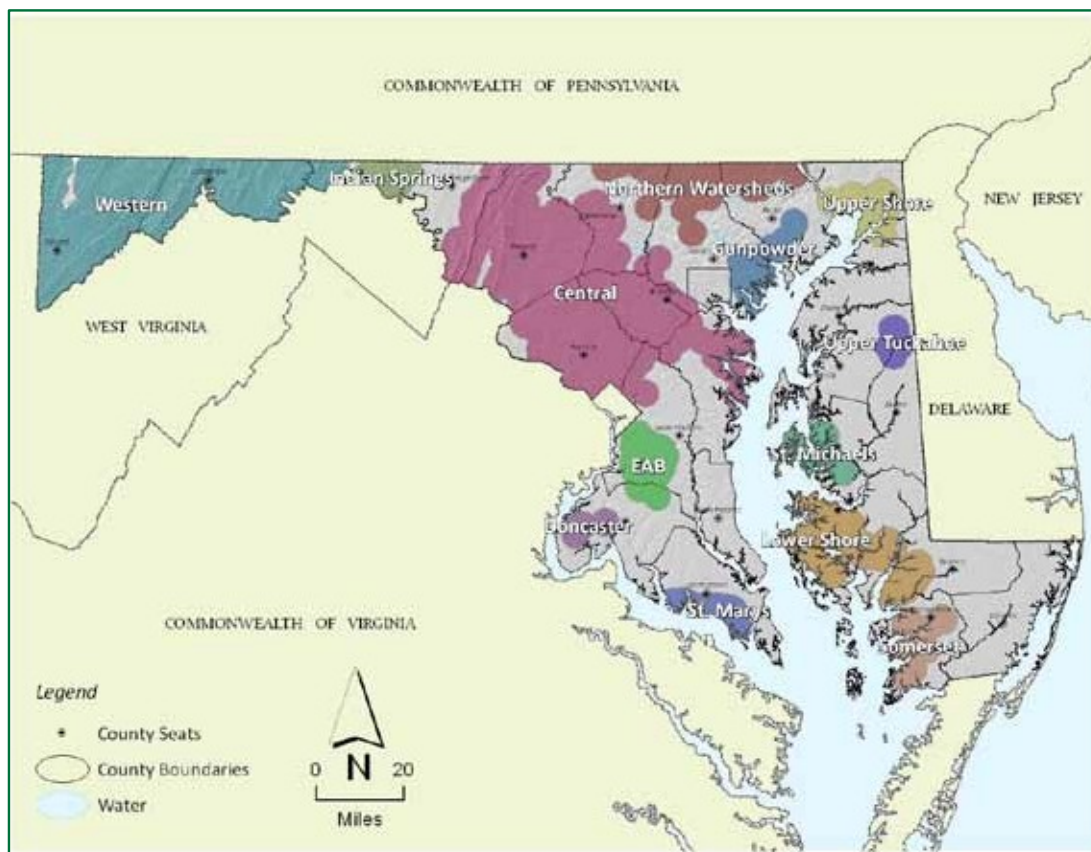 COMMONWEALTH OF PENNSYLVANIA
NEW JERSEY
Western
Indian Springs
Northern Watersheds
Upper Shore
Gunpowder
Central
WEST VIRGINIA
Upper Tuckahoe
DELAWARE
St. Michaels
EAB
Doncaster
Lower Shore
St. Marys
COMMONWEALTH OF VIRGINIA
Somerset
Legend
County Seats
County Boundaries
Water
N
0 20
Miles